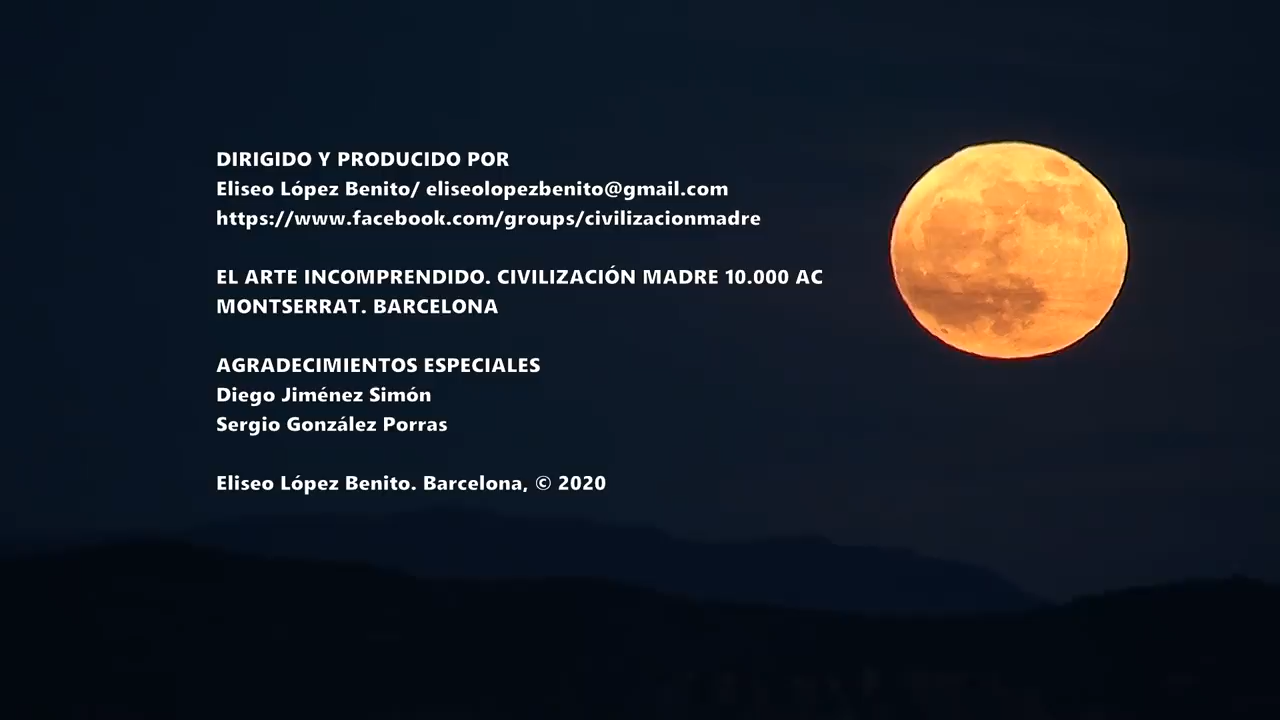 DIRIGIDO Y PRODUCIDO POR
Eliseo López Benito/ eliseolopezbenito@gmail.com
https://www.facebook.com/groups/civilizacionmadre
EL ARTE INCOMPRENDIDO. CIVILIZACIÓN MADRE 10.000 AC
MONTSERRAT. BARCELONA
AGRADECIMIENTOS ESPECIALES
Diego Jiménez Simón
Sergio González Porras
Eliseo López Benito. Barcelona, © 2020